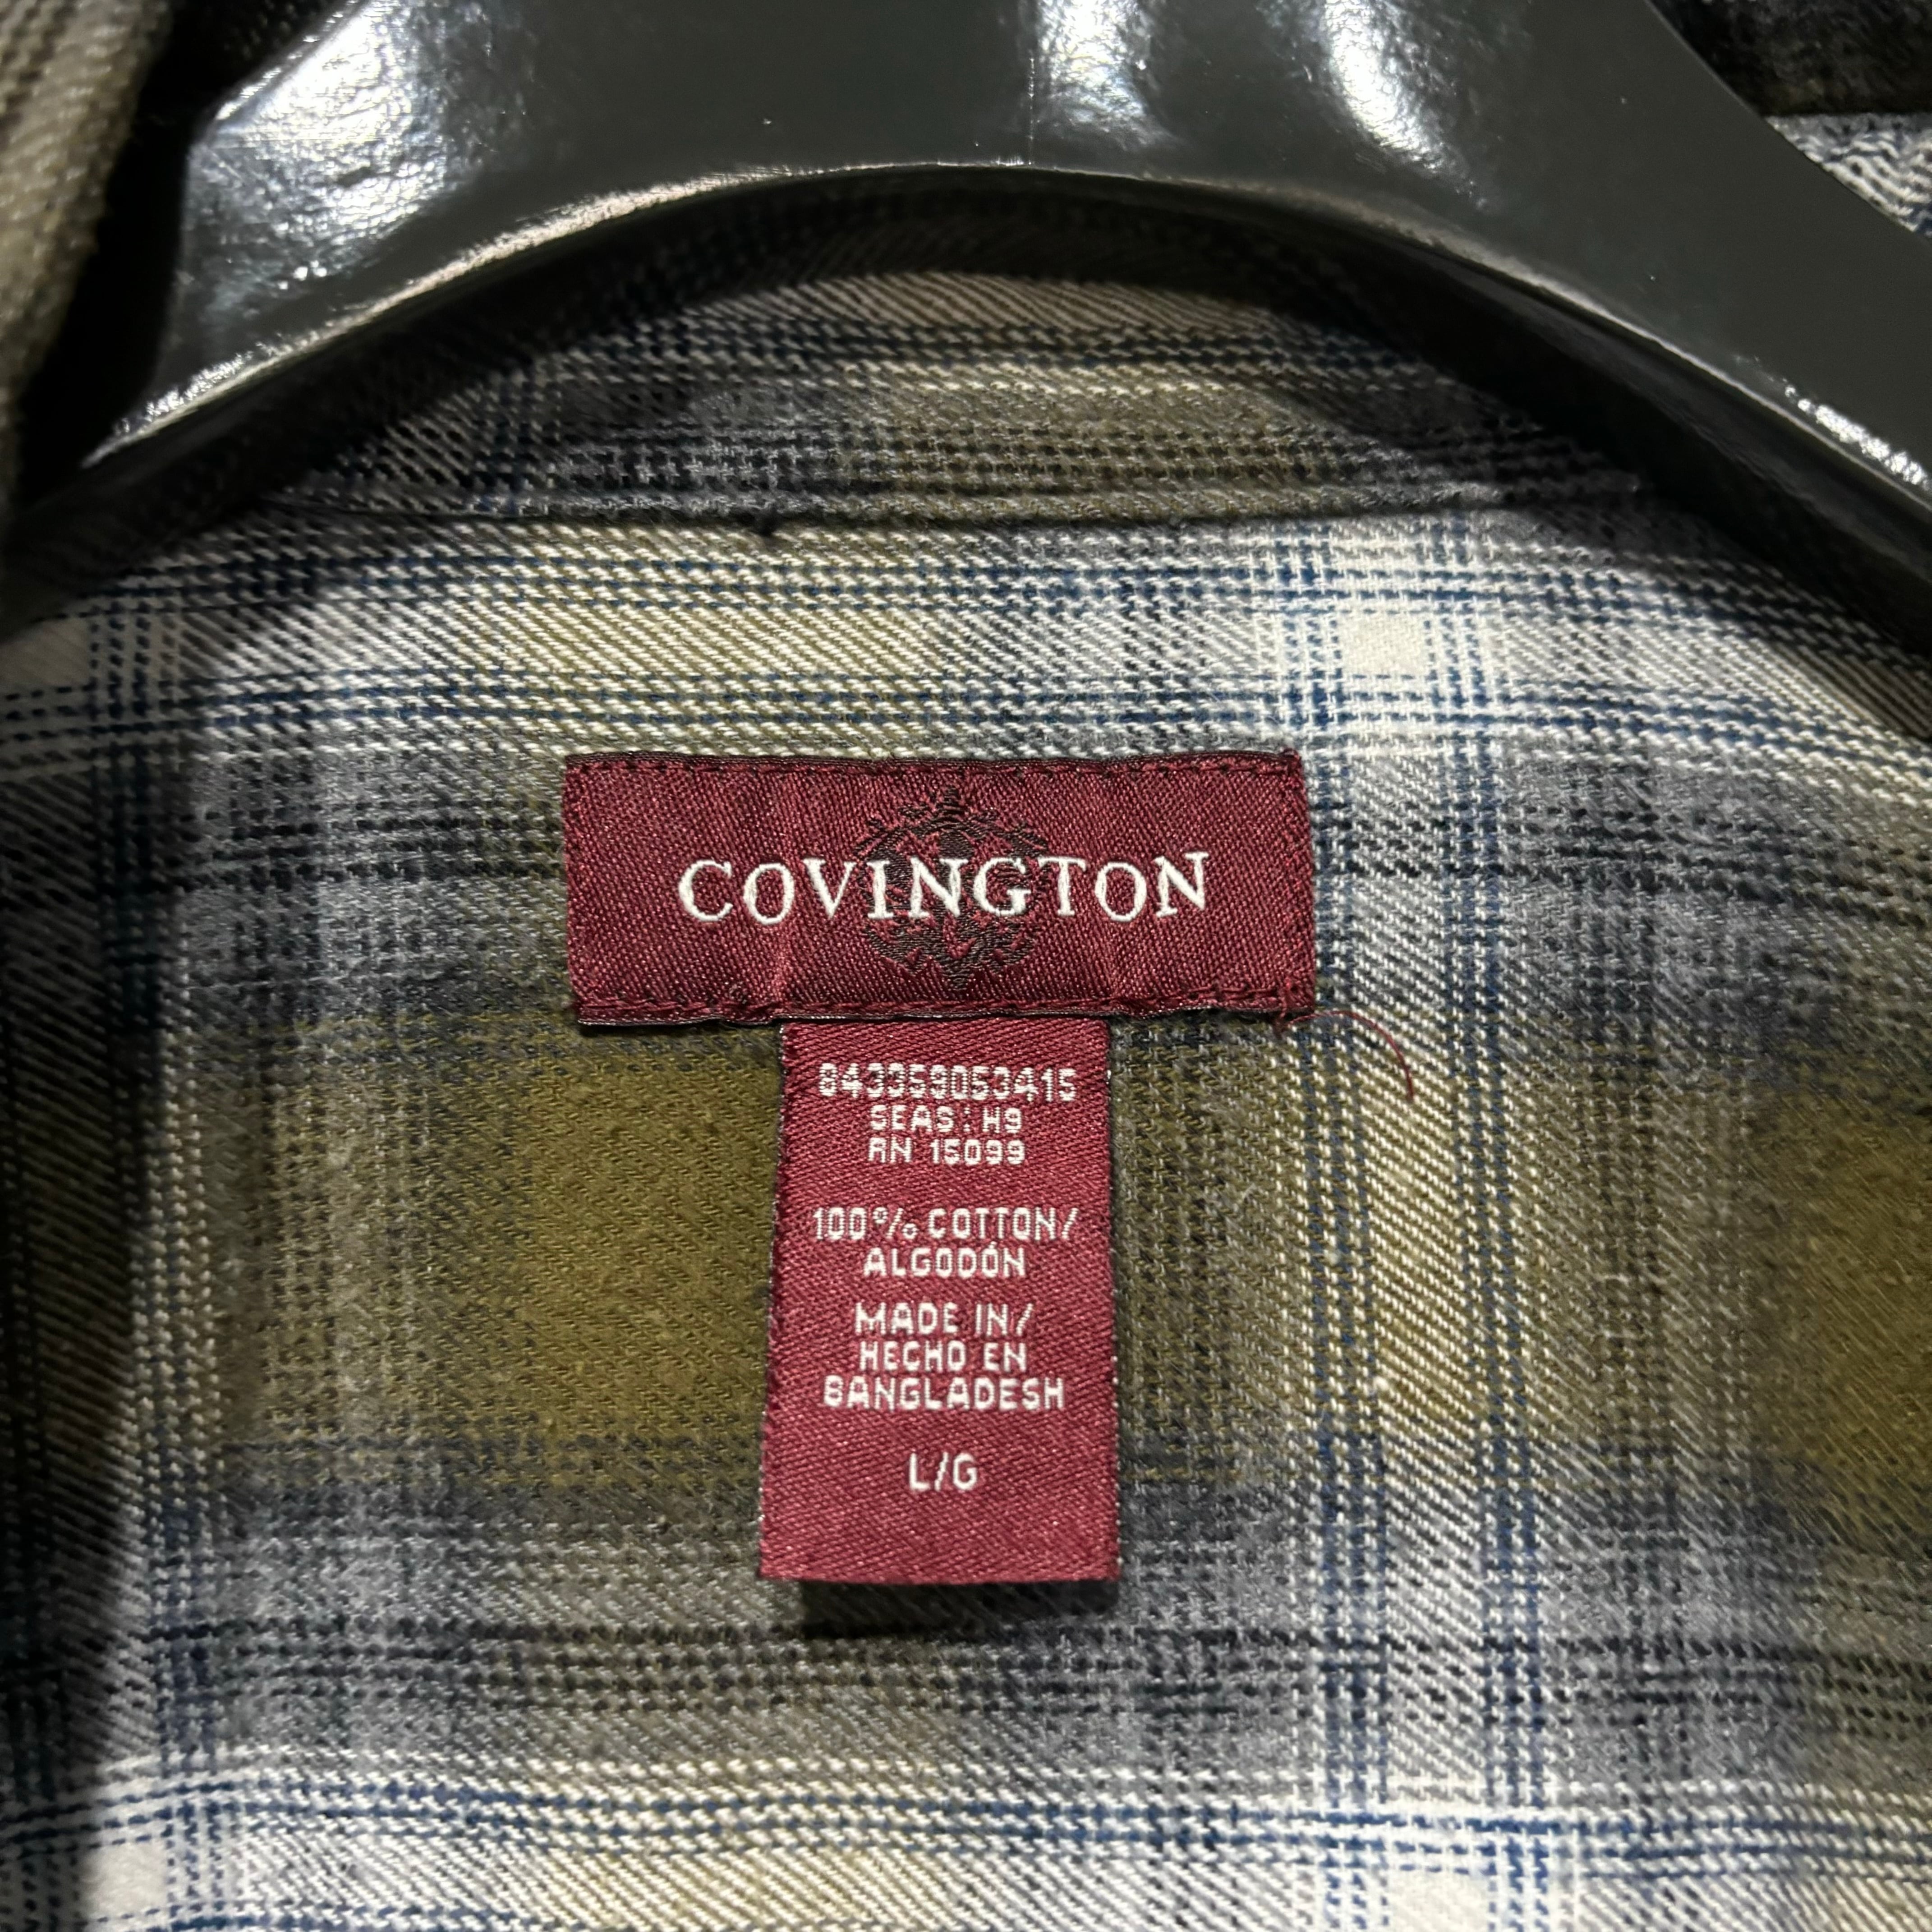 COVINGTON
843359053415
SEAS: H9
RN 15099
100% COTTON/
ALGODÓN
MADE IN/
HECHO EN
BANGLADESH
L/G